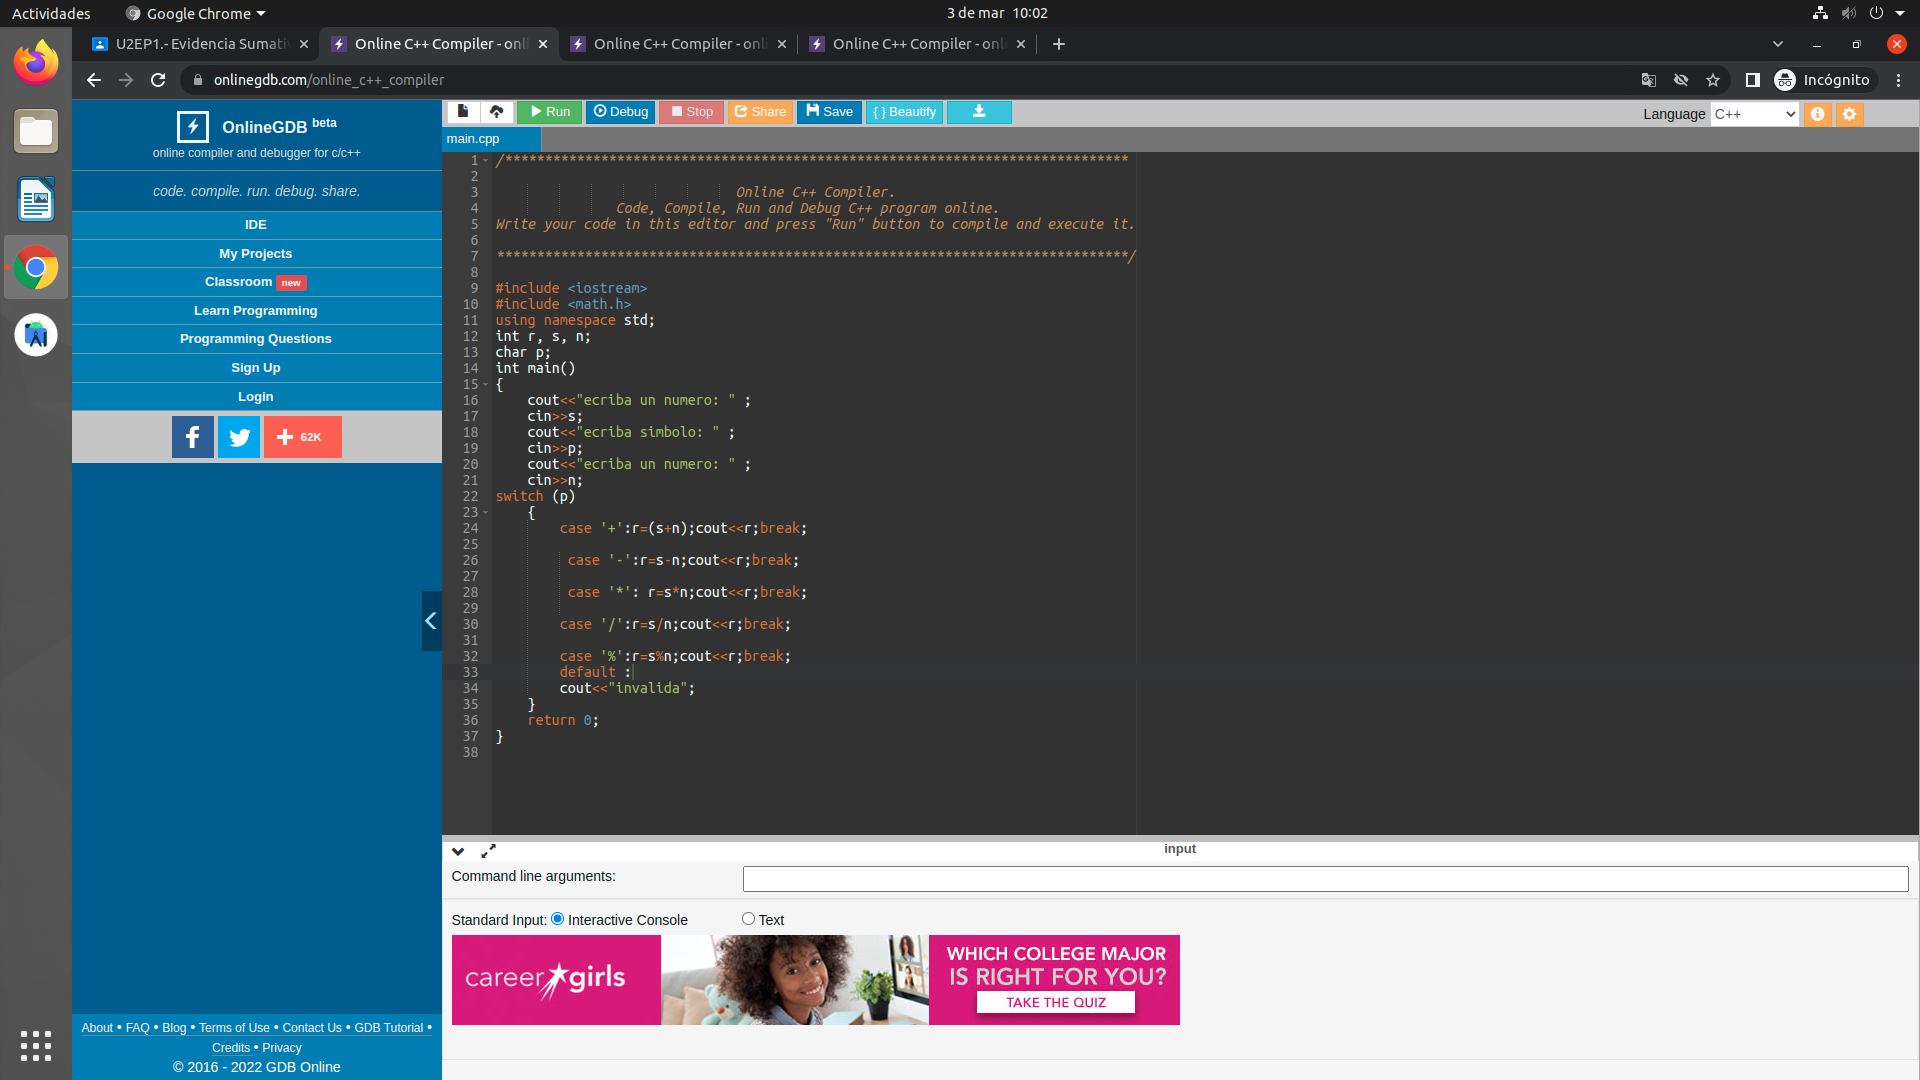 Actividades
Google Chrome
3 de mar 10:02
U2EP1.- Evidencia Sumati
Online C++ Compiler - onl
Online C++ Compiler - onl
Online C++ Compiler - onl
onlinegdb.com/online_c++_compiler
Incógnito
OnlineGDB beta
online compiler and debugger for c/c++
code. compile. run. debug. share.
IDE
My Projects
Classroom new
Learn Programming
Programming Questions
Sign Up
Login
62K
About • FAQ • Blog • Terms of Use • Contact Us • GDB Tutorial •
Credits • Privacy
© 2016 - 2022 GDB Online
Run Debug Stop Share Save { } Beautify
Language C++
main.cpp
1 /******************************************************************************
2
3 Online C++ Compiler.
4 Code, Compile, Run and Debug C++ program online.
5 Write your code in this editor and press "Run" button to compile and execute it.
6
7 *******************************************************************************/
8
9 #include <iostream>
10 #include <math.h>
11 using namespace std;
12 int r, s, n;
13 char p;
14 int main()
15 {
16 cout<<"ecriba un numero: " ;
17 cin>>s;
18 cout<<"ecriba simbolo: " ;
19 cin>>p;
20 cout<<"ecriba un numero: " ;
21 cin>>n;
22 switch (p)
23 {
24 case '+':r=(s+n);cout<<r;break;
25
26 case '-':r=s-n;cout<<r;break;
27
28 case '*': r=s*n;cout<<r;break;
29
30 case '/':r=s/n;cout<<r;break;
31
32 case '%':r=s%n;cout<<r;break;
33 default :
34 cout<<"invalida";
35 }
36 return 0;
37 }
38
input
Command line arguments:
Standard Input: Interactive Console Text
career girls
WHICH COLLEGE MAJOR
IS RIGHT FOR YOU?
TAKE THE QUIZ